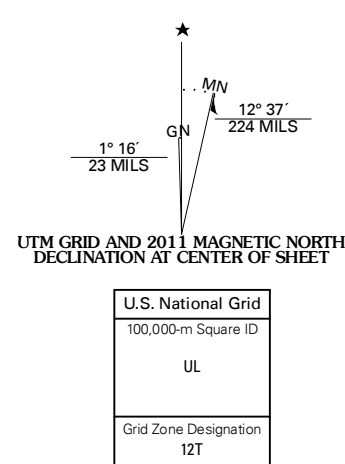 MN
GN
12° 37´
224 MILS
1° 16´
23 MILS
UTM GRID AND 2011 MAGNETIC NORTH
DECLINATION AT CENTER OF SHEET
U.S. National Grid
100,000-m Square ID
UL
Grid Zone Designation
12T